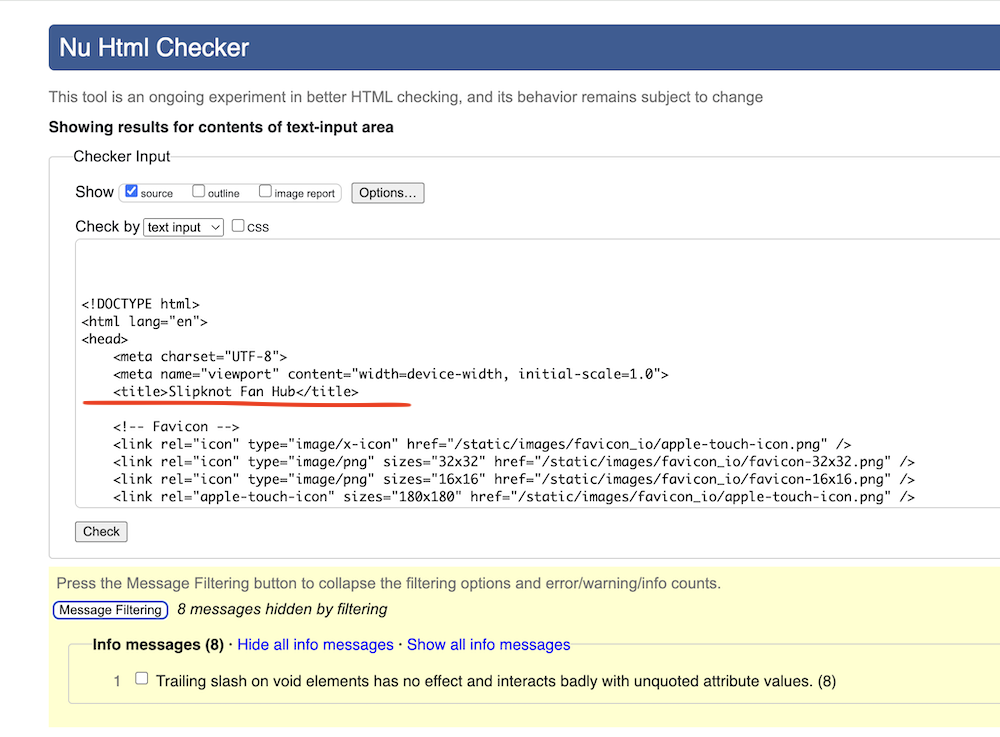 Nu Html Checker
This tool is an ongoing experiment in better HTML checking, and its behavior remains subject to change
Showing results for contents of text-input area
Checker Input
Show source outline image report Options...
Check by text input css
<!DOCTYPE html>
<html lang="en">
<head>
    <meta charset="UTF-8">
    <meta name="viewport" content="width=device-width, initial-scale=1.0">
    <title>Slipknot Fan Hub</title>
    <!-- Favicon -->
    <link rel="icon" type="image/x-icon" href="/static/images/favicon_io/apple-touch-icon.png" />
    <link rel="icon" type="image/png" sizes="32x32" href="/static/images/favicon_io/favicon-32x32.png" />
    <link rel="icon" type="image/png" sizes="16x16" href="/static/images/favicon_io/favicon-16x16.png" />
    <link rel="apple-touch-icon" sizes="180x180" href="/static/images/favicon_io/apple-touch-icon.png" />
Check
Press the Message Filtering button to collapse the filtering options and error/warning/info counts.
Message Filtering 8 messages hidden by filtering
Info messages (8) · Hide all info messages · Show all info messages
1 Trailing slash on void elements has no effect and interacts badly with unquoted attribute values. (8)